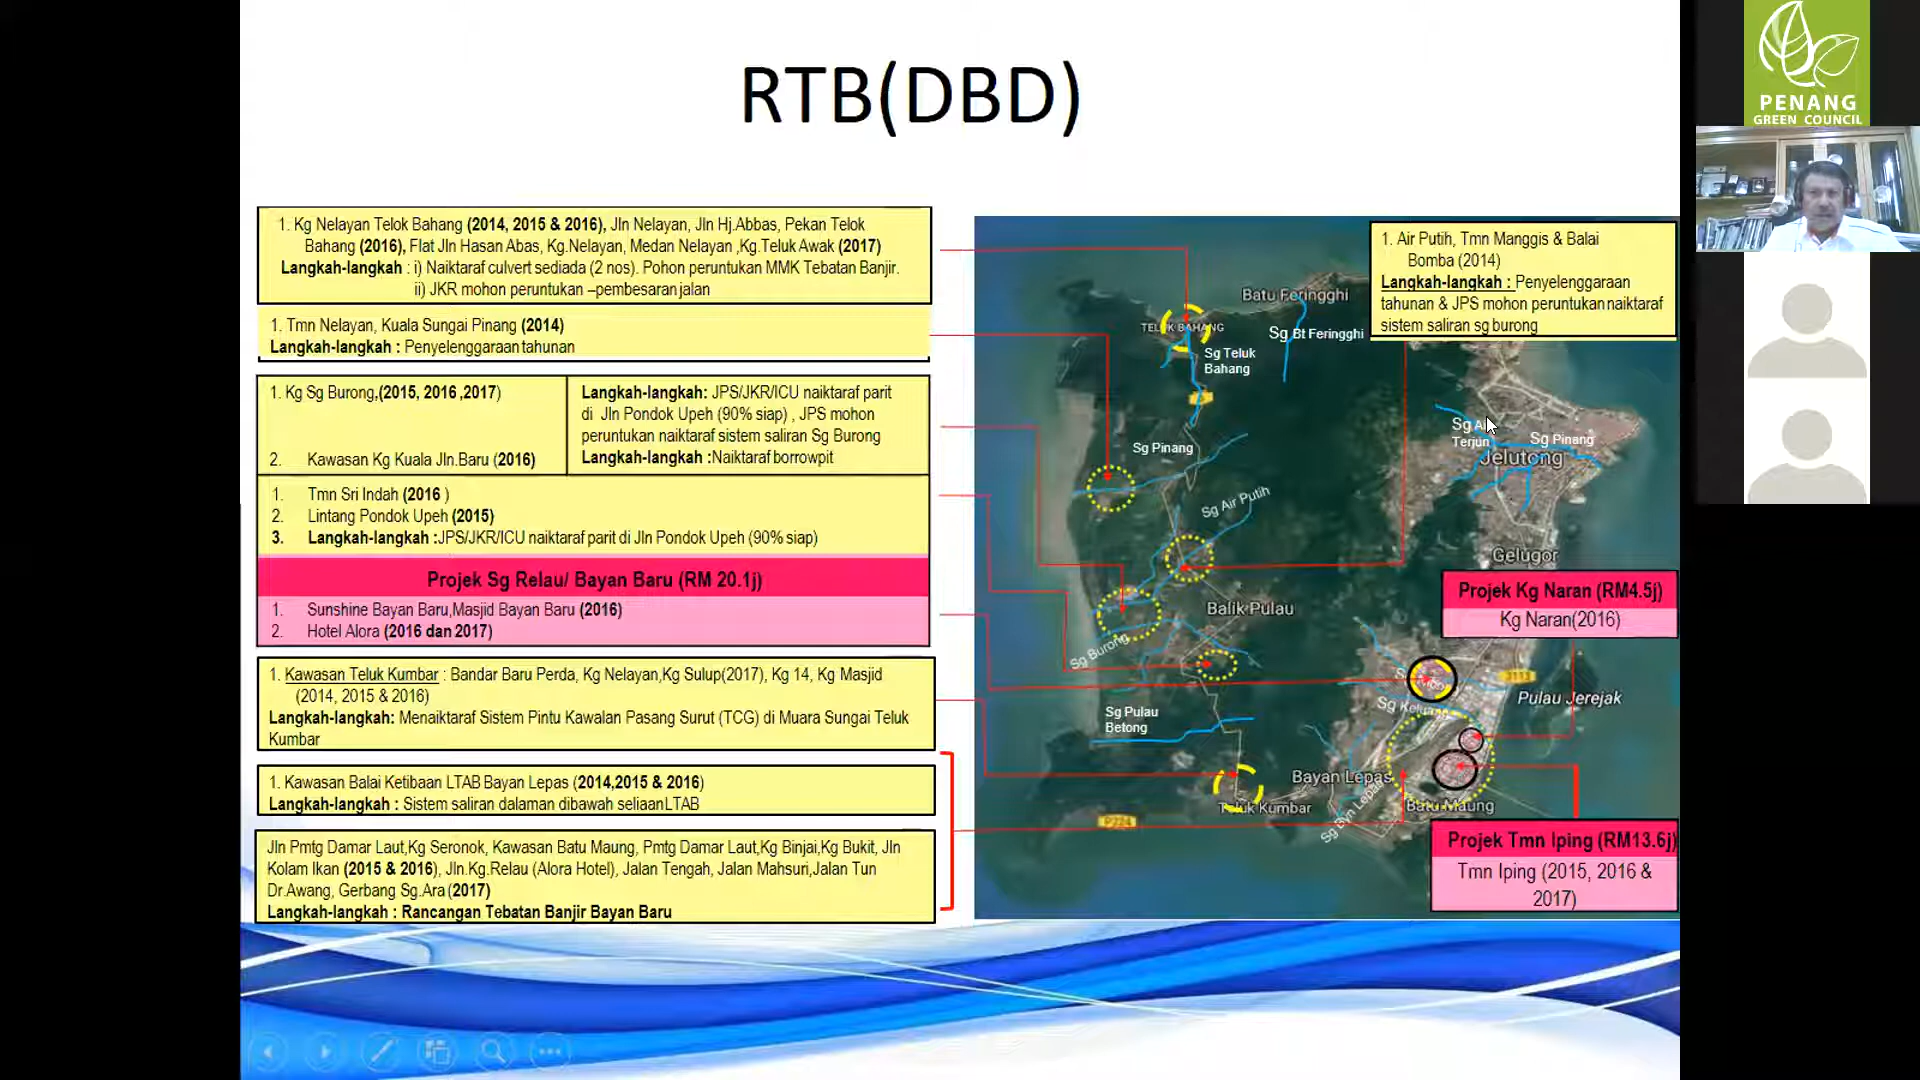 RTB(DBD)
1. Kg Nelayan Telok Bahang (2014, 2015 & 2016), Jln Nelayan, Jln Hj.Abbas, Pekan Telok
Bahang (2016), Flat Jln Hasan Abas, Kg.Nelayan, Medan Nelayan ,Kg.Teluk Awak (2017)
Langkah-langkah : i) Naiktaraf culvert sediada (2 nos). Pohon peruntukan MMK Tebatan Banjir.
ii) JKR mohon peruntukan –pembesaran jalan
1. Tmn Nelayan, Kuala Sungai Pinang (2014)
Langkah-langkah : Penyelenggaraan tahunan
1. Kg Sg Burong,(2015, 2016 ,2017)
2. Kawasan Kg Kuala Jln.Baru (2016)
Langkah-langkah: JPS/JKR/ICU naiktaraf parit
di Jln Pondok Upeh (90% siap) , JPS mohon
peruntukan naiktaraf sistem saliran Sg Burong
Langkah-langkah :Naiktaraf borrowpit
1. Tmn Sri Indah (2016 )
2. Lintang Pondok Upeh (2015)
3. Langkah-langkah :JPS/JKR/ICU naiktaraf parit di Jln Pondok Upeh (90% siap)
Projek Sg Relau/ Bayan Baru (RM 20.1j)
1. Sunshine Bayan Baru,Masjid Bayan Baru (2016)
2. Hotel Alora (2016 dan 2017)
1. Kawasan Teluk Kumbar : Bandar Baru Perda, Kg Nelayan,Kg Sulup(2017), Kg 14, Kg Masjid
(2014, 2015 & 2016)
Langkah-langkah: Menaiktaraf Sistem Pintu Kawalan Pasang Surut (TCG) di Muara Sungai Teluk
Kumbar
1. Kawasan Balai Ketibaan LTAB Bayan Lepas (2014,2015 & 2016)
Langkah-langkah : Sistem saliran dalaman dibawah seliaan LTAB
Jln Pmtg Damar Laut,Kg Seronok, Kawasan Batu Maung, Pmtg Damar Laut,Kg Binjai,Kg Bukit, Jln
Kolam Ikan (2015 & 2016), Jln.Kg.Relau (Alora Hotel), Jalan Tengah, Jalan Mahsuri,Jalan Tun
Dr.Awang, Gerbang Sg.Ara (2017)
Langkah-langkah : Rancangan Tebatan Banjir Bayan Baru
1. Air Putih, Tmn Manggis & Balai
Bomba (2014)
Langkah-langkah : Penyelenggaraan
tahunan & JPS mohon peruntukan naiktaraf
sistem saliran sg burong
Batu Feringghi
TELUK BAHANG
Sg Bt Feringghi
Sg Teluk
Bahang
Sg Pinang
Sg Air
Terjun
Sg Pinang
Jelutong
Sg Air Putih
Gelugor
Projek Kg Naran (RM4.5j)
Kg Naran(2016)
Balik Pulau
Sg Burong
3113
Pulau Jerejak
Sg Keluang
Sg Pulau
Betong
Bayan Lepas
Teluk Kumbar
Batu Maung
P224
Sg Byn Lepas
Projek Tmn Iping (RM13.6j)
Tmn Iping (2015, 2016 &
2017)
PENANG
GREEN COUNCIL